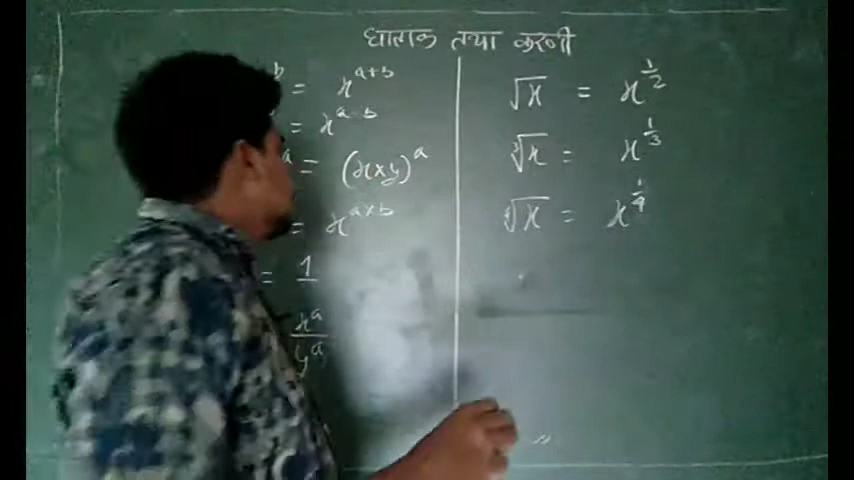 घातांक तथा करणी
b = x^{a+b}
= x^{a-b}
a = (x×y)^a
= x^{a×b}
= 1
x^a/y^a
√x = x^{1/2}
∛x = x^{1/3}
∜x = x^{1/4}